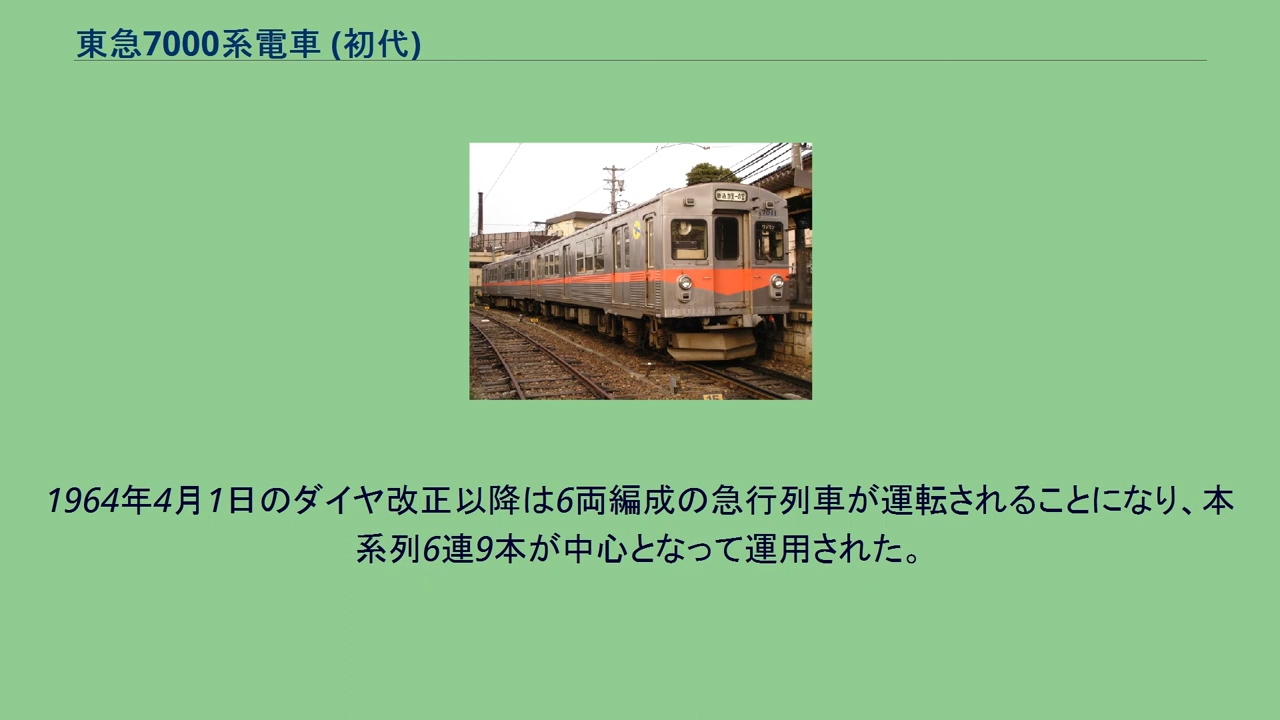 東急7000系電車 (初代)
1964年4月1日のダイヤ改正以降は6両編成の急行列車が運転されることになり、本
系列6連9本が中心となって運用された。